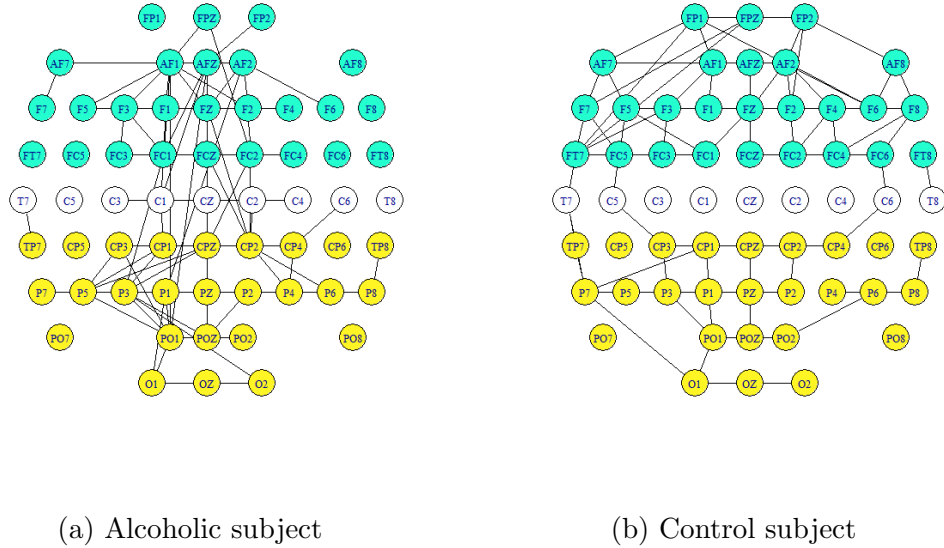 FP1 FPZ FP2 FP1 FPZ FP2
AF7 AF1 AFZ AF2 AF8 AF7 AF1 AFZ AF2 AF8
F7 F5 F3 F1 FZ F2 F4 F6 F8 F7 F5 F3 F1 FZ F2 F4 F6 F8
FT7 FC5 FC3 FC1 FCZ FC2 FC4 FC6 FT8 FT7 FC5 FC3 FC1 FCZ FC2 FC4 FC6 FT8
T7 C5 C3 C1 CZ C2 C4 C6 T8 T7 C5 C3 C1 CZ C2 C4 C6 T8
TP7 CP5 CP3 CP1 CPZ CP2 CP4 CP6 TP8 TP7 CP5 CP3 CP1 CPZ CP2 CP4 CP6 TP8
P7 P5 P3 P1 PZ P2 P4 P6 P8 P7 P5 P3 P1 PZ P2 P4 P6 P8
PO7 PO1 POZ PO2 PO8 PO7 PO1 POZ PO2 PO8
O1 OZ O2 O1 OZ O2
(a) Alcoholic subject (b) Control subject